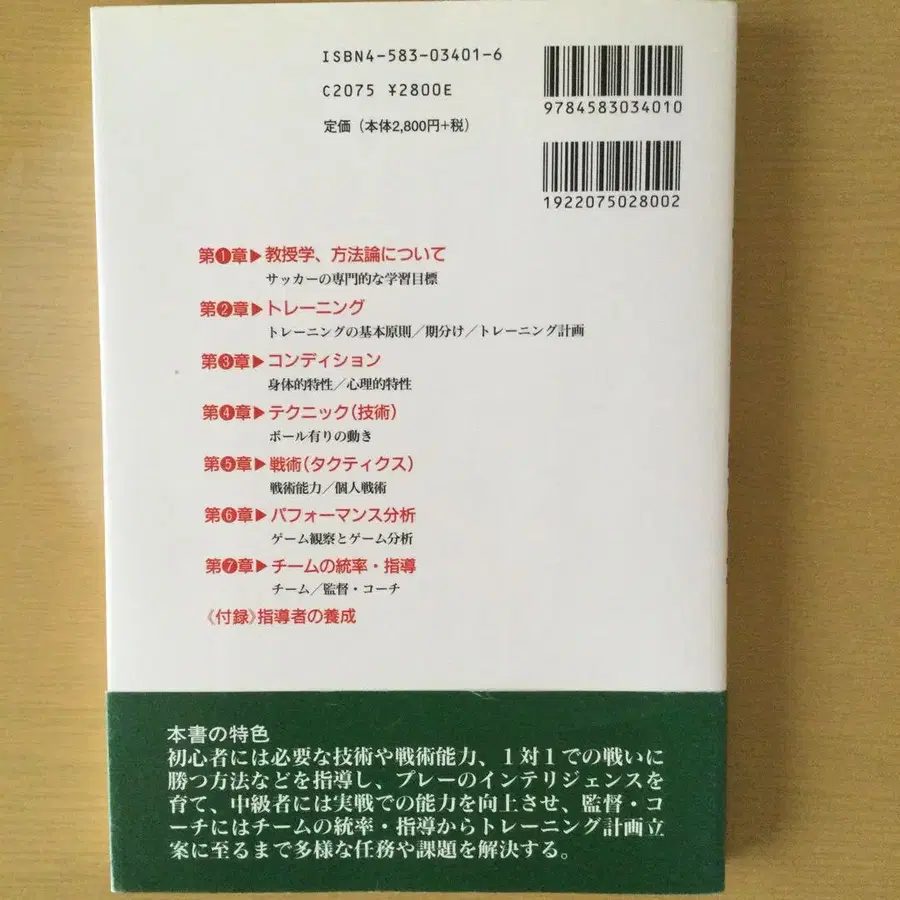 ISBN4-583-03401-6
C2075 ¥2800E
定価（本体2,800円+税）
9784583034010
1922075028002
第❶章▶教授学、方法論について
サッカーの専門的な学習目標
第❷章▶トレーニング
トレーニングの基本原則／期分け／トレーニング計画
第❸章▶コンディション
身体的特性／心理的特性
第❹章▶テクニック（技術）
ボール有りの動き
第❺章▶戦術（タクティクス）
戦術能力／個人戦術
第❻章▶パフォーマンス分析
ゲーム観察とゲーム分析
第❼章▶チームの統率・指導
チーム／監督・コーチ
《付録》指導者の養成
本書の特色
初心者には必要な技術や戦術能力、１対１での戦いに
勝つ方法などを指導し、プレーのインテリジェンスを
育て、中級者には実戦での能力を向上させ、監督・コ
ーチにはチームの統率・指導からトレーニング計画立
案に至るまで多様な任務や課題を解決する。